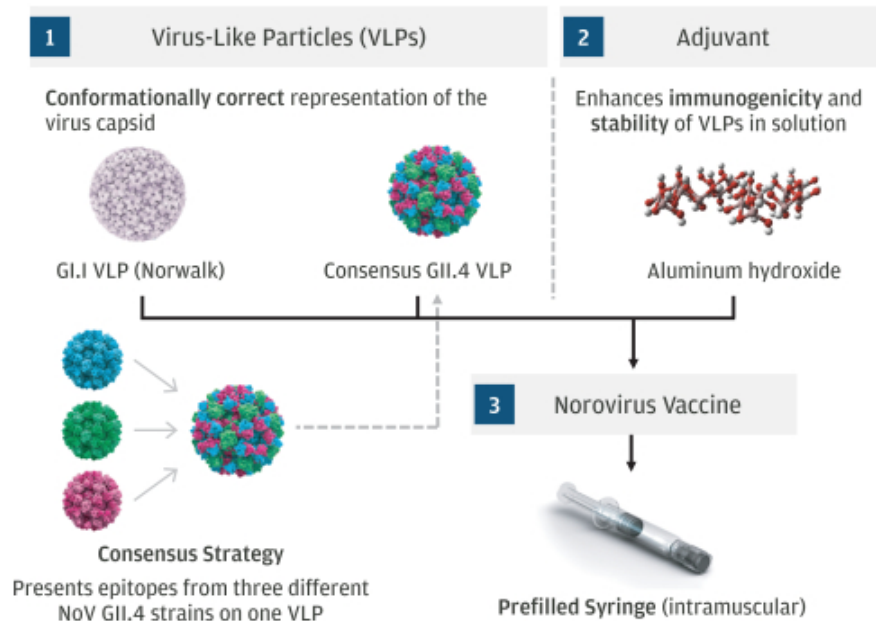 1
Virus-Like Particles (VLPs)
2
Adjuvant
Conformationally correct representation of the
virus capsid
Enhances immunogenicity and
stability of VLPs in solution
GI.I VLP (Norwalk)
Consensus GII.4 VLP
Aluminum hydroxide
3
Norovirus Vaccine
Consensus Strategy
Presents epitopes from three different
NoV GII.4 strains on one VLP
Prefilled Syringe (intramuscular)